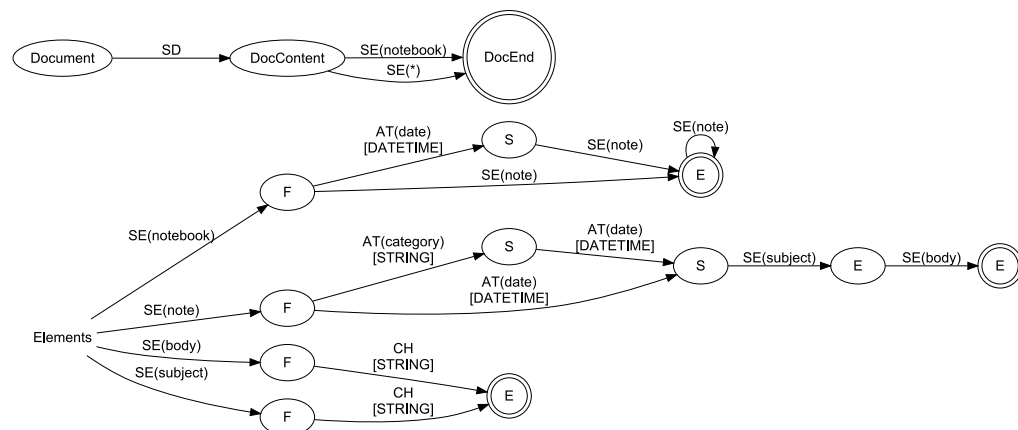 Document
SD
DocContent
SE(notebook)
SE(*)
DocEnd
SE(notebook)
F
AT(date)
[DATETIME]
S
SE(note)
SE(note)
E
SE(note)
Elements
SE(note)
F
AT(category)
[STRING]
S
AT(date)
[DATETIME]
AT(date)
[DATETIME]
S
SE(subject)
E
SE(body)
E
SE(body)
F
CH
[STRING]
SE(subject)
F
CH
[STRING]
E